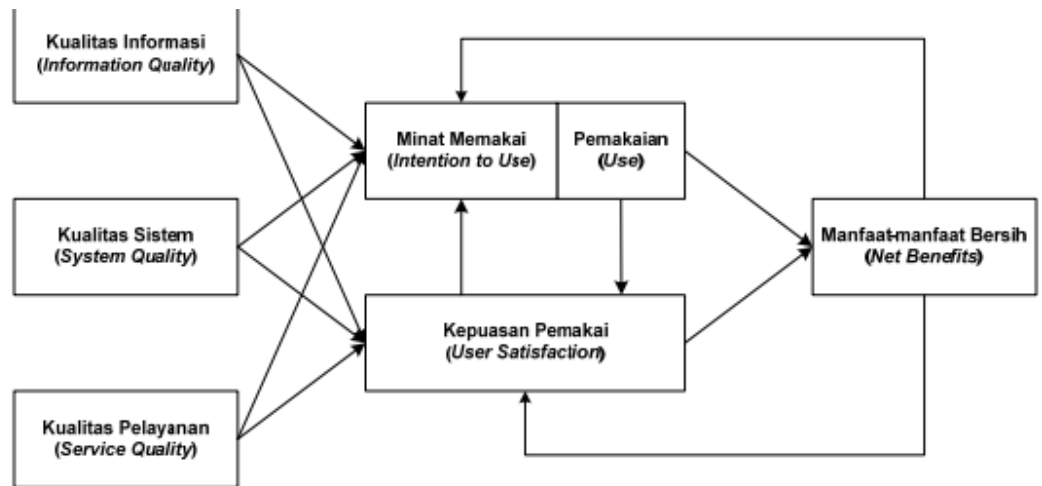 Kualitas Informasi
(Information Quality)
Minat Memakai
(Intention to Use)
Pemakaian
(Use)
Kualitas Sistem
(System Quality)
Manfaat-manfaat Bersih
(Net Benefits)
Kepuasan Pemakai
(User Satisfaction)
Kualitas Pelayanan
(Service Quality)